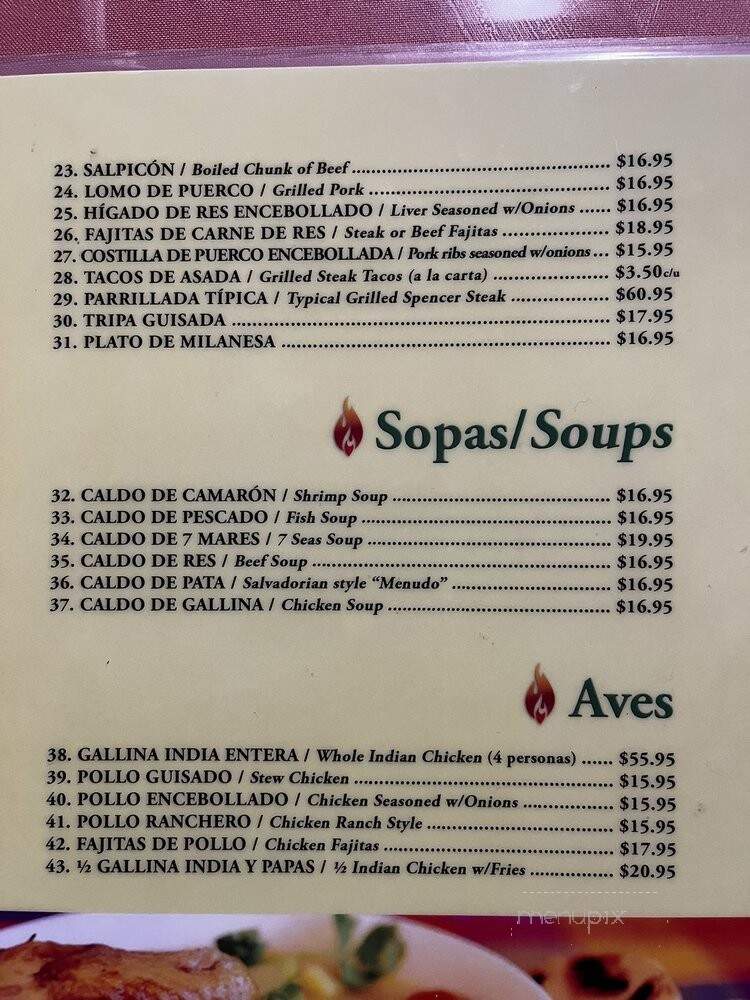 23. SALPICÓN / Boiled Chunk of Beef ........ $16.95
24. LOMO DE PUERCO / Grilled Pork ........ $16.95
25. HÍGADO DE RES ENCEBOLLADO / Liver Seasoned w/Onions ...... $16.95
26. FAJITAS DE CARNE DE RES / Steak or Beef Fajitas ........ $18.95
27. COSTILLA DE PUERCO ENCEBOLLADA / Pork ribs seasoned w/onions ... $15.95
28. TACOS DE ASADA / Grilled Steak Tacos (a la carta) ........ $3.50 c/u
29. PARRILLADA TÍPICA / Typical Grilled Spencer Steak ........ $60.95
30. TRIPA GUISADA ........ $17.95
31. PLATO DE MILANESA ........ $16.95
Sopas/Soups
32. CALDO DE CAMARÓN / Shrimp Soup ........ $16.95
33. CALDO DE PESCADO / Fish Soup ........ $16.95
34. CALDO DE 7 MARES / 7 Seas Soup ........ $19.95
35. CALDO DE RES / Beef Soup ........ $16.95
36. CALDO DE PATA / Salvadorian style “Menudo” ........ $16.95
37. CALDO DE GALLINA / Chicken Soup ........ $16.95
Aves
38. GALLINA INDIA ENTERA / Whole Indian Chicken (4 personas) ...... $55.95
39. POLLO GUISADO / Stew Chicken ........ $15.95
40. POLLO ENCEBOLLADO / Chicken Seasoned w/Onions ........ $15.95
41. POLLO RANCHERO / Chicken Ranch Style ........ $15.95
42. FAJITAS DE POLLO / Chicken Fajitas ........ $17.95
43. ½ GALLINA INDIA Y PAPAS / ½ Indian Chicken w/Fries ........ $20.95
menupix